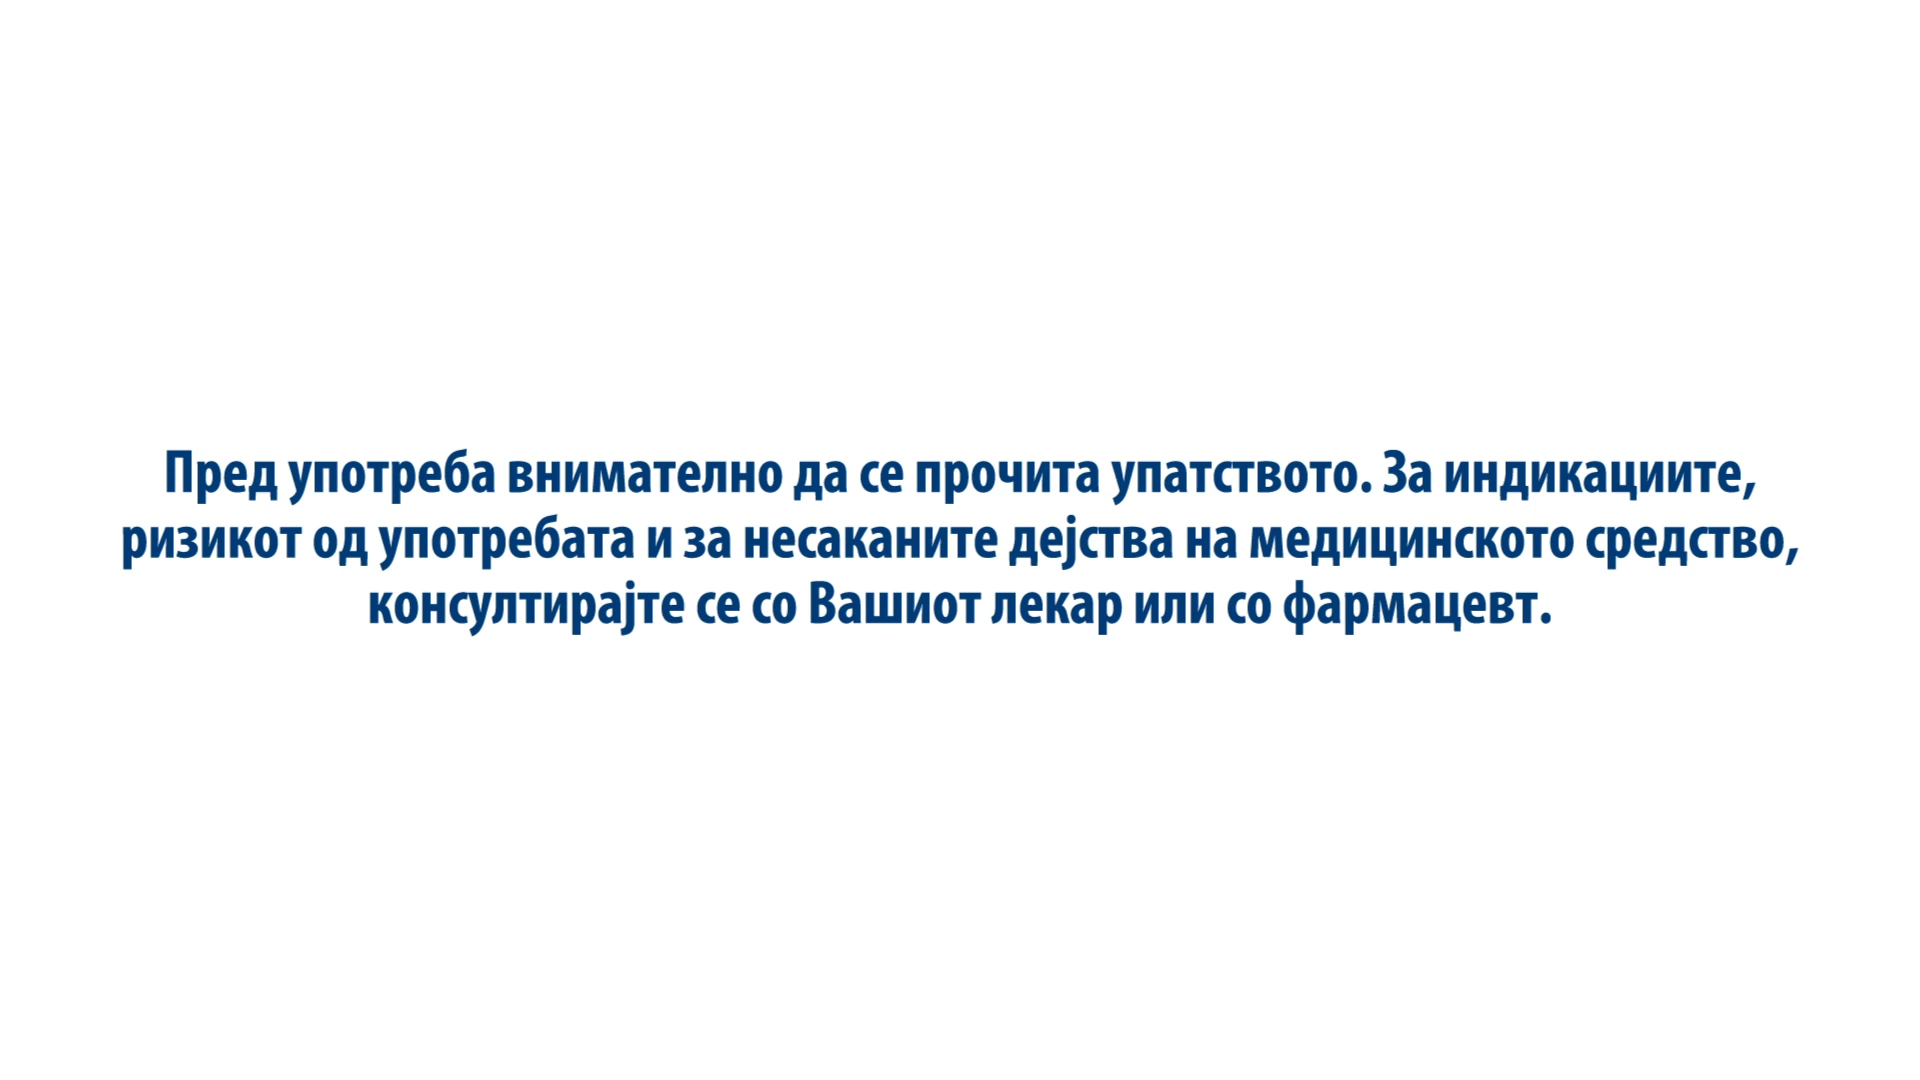 Пред употреба внимателно да се прочита упатството. За индикациите,
ризикот од употребата и за несаканите дејства на медицинското средство,
консултирајте се со Вашиот лекар или со фармацевт.